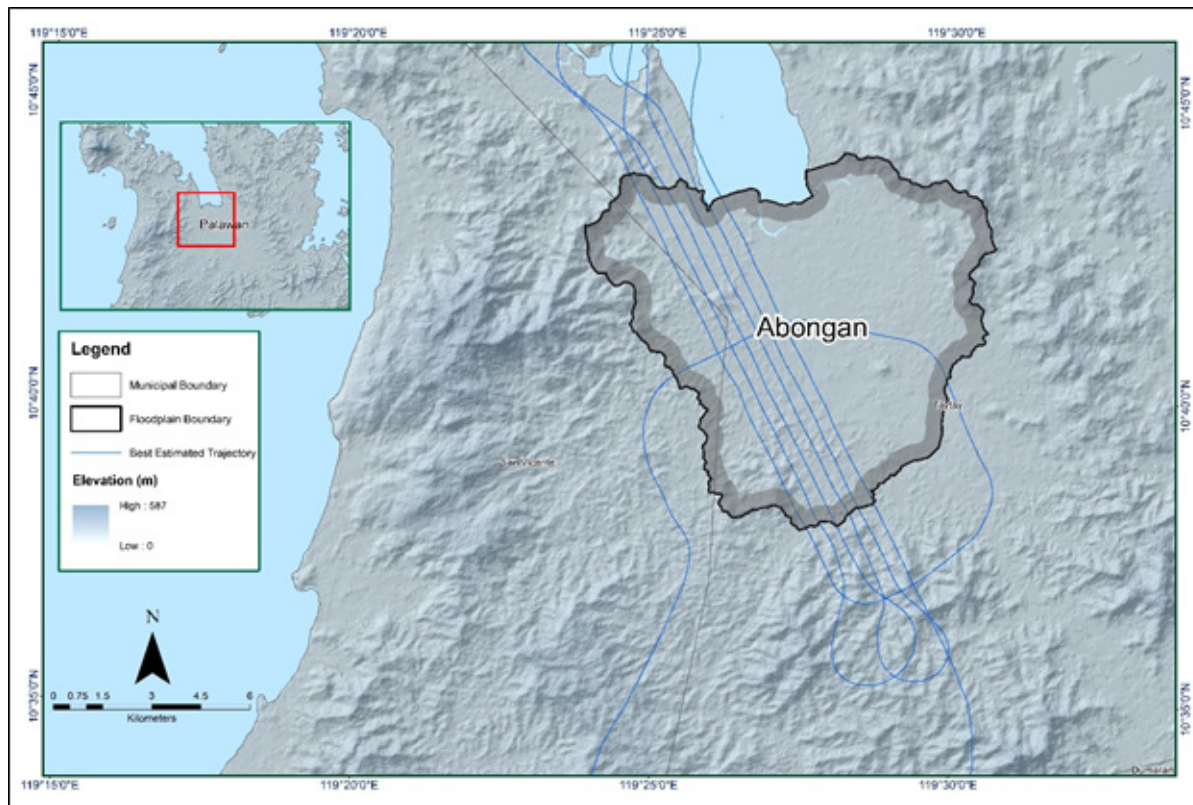 119°15'0"E 119°20'0"E 119°25'0"E 119°30'0"E
10°45'0"N
10°45'0"N
Palawan
Abongan
Legend
Municipal Boundary
Floodplain Boundary
Best Estimated Trajectory
Elevation (m)
High : 587
Low : 0
10°40'0"N
10°40'0"N
Taytay
San Vicente
N
0 0.75 1.5 3 4.5 6
Kilometers
10°35'0"N
10°35'0"N
Dumaran
119°15'0"E 119°20'0"E 119°25'0"E 119°30'0"E